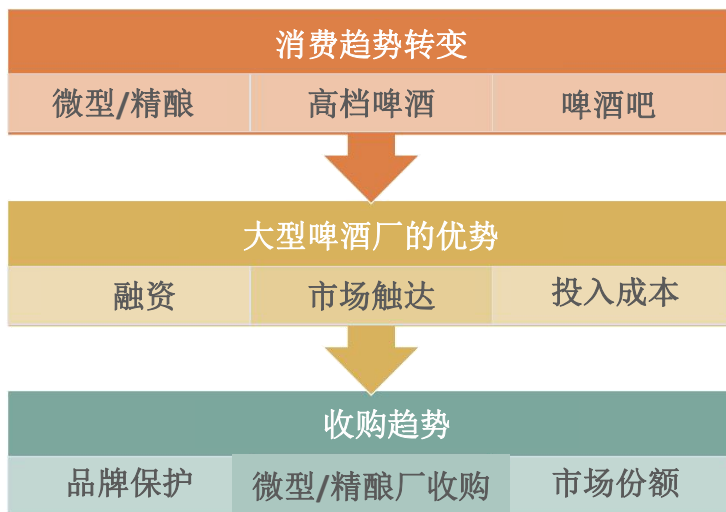 消费趋势转变
微型/精酿 高档啤酒 啤酒吧
大型啤酒厂的优势
融资 市场触达 投入成本
收购趋势
品牌保护 微型/精酿厂收购 市场份额